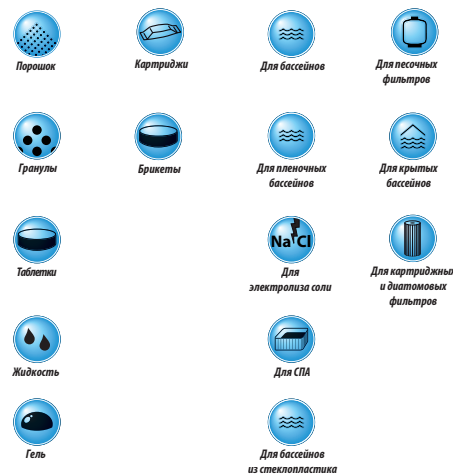 Порошок
Картриджи
Для бассейнов
Для песочных
фильтров
Гранулы
Брикеты
Для пленочных
бассейнов
Для крытых
бассейнов
Таблетки
Na Cl
Для
электролиза соли
Для картриджных
и диатомовых
фильтров
Жидкость
Для СПА
Гель
Для бассейнов
из стеклопластика